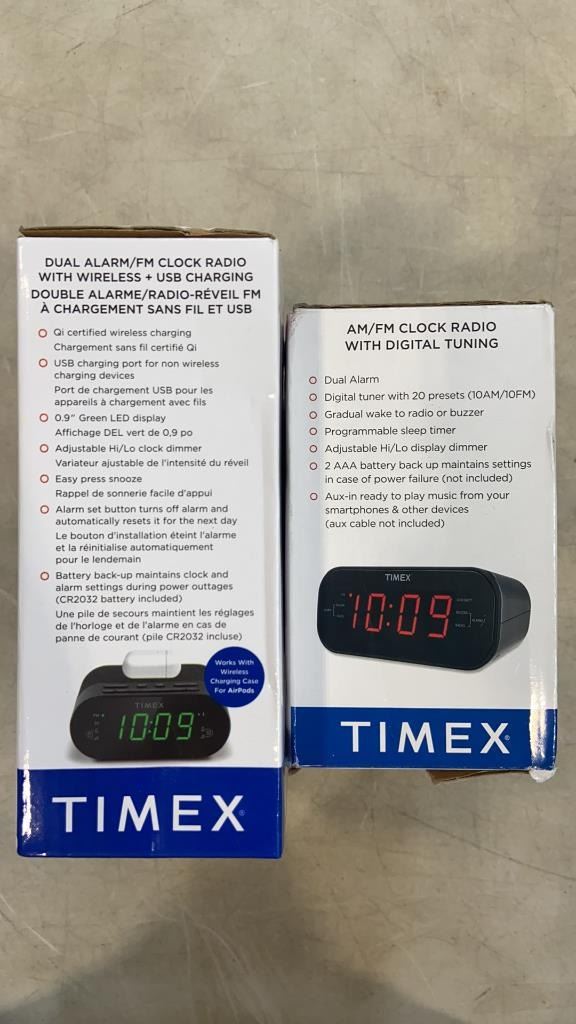 DUAL ALARM/FM CLOCK RADIO
WITH WIRELESS + USB CHARGING
DOUBLE ALARME/RADIO-RÉVEIL FM
À CHARGEMENT SANS FIL ET USB
Qi certified wireless charging
Chargement sans fil certifié Qi
USB charging port for non wireless
charging devices
Port de chargement USB pour les
appareils à chargement avec fils
0.9" Green LED display
Affichage DEL vert de 0,9 po
Adjustable Hi/Lo clock dimmer
Variateur ajustable de l'intensité du réveil
Easy press snooze
Rappel de sonnerie facile d'appui
Alarm set button turns off alarm and
automatically resets it for the next day
Le bouton d'installation éteint l'alarme
et la réinitialise automatiquement
pour le lendemain
Battery back-up maintains clock and
alarm settings during power outages
(CR2032 battery included)
Une pile de secours maintient les réglages
de l'horloge et de l'alarme en cas de
panne de courant (pile CR2032 incluse)
Works With
Wireless
Charging Case
For AirPods
TIMEX
10:09
TIMEX®
AM/FM CLOCK RADIO
WITH DIGITAL TUNING
Dual Alarm
Digital tuner with 20 presets (10AM/10FM)
Gradual wake to radio or buzzer
Programmable sleep timer
Adjustable Hi/Lo display dimmer
2 AAA battery back up maintains settings
in case of power failure (not included)
Aux-in ready to play music from your
smartphones & other devices
(aux cable not included)
TIMEX
10:09
TIMEX®